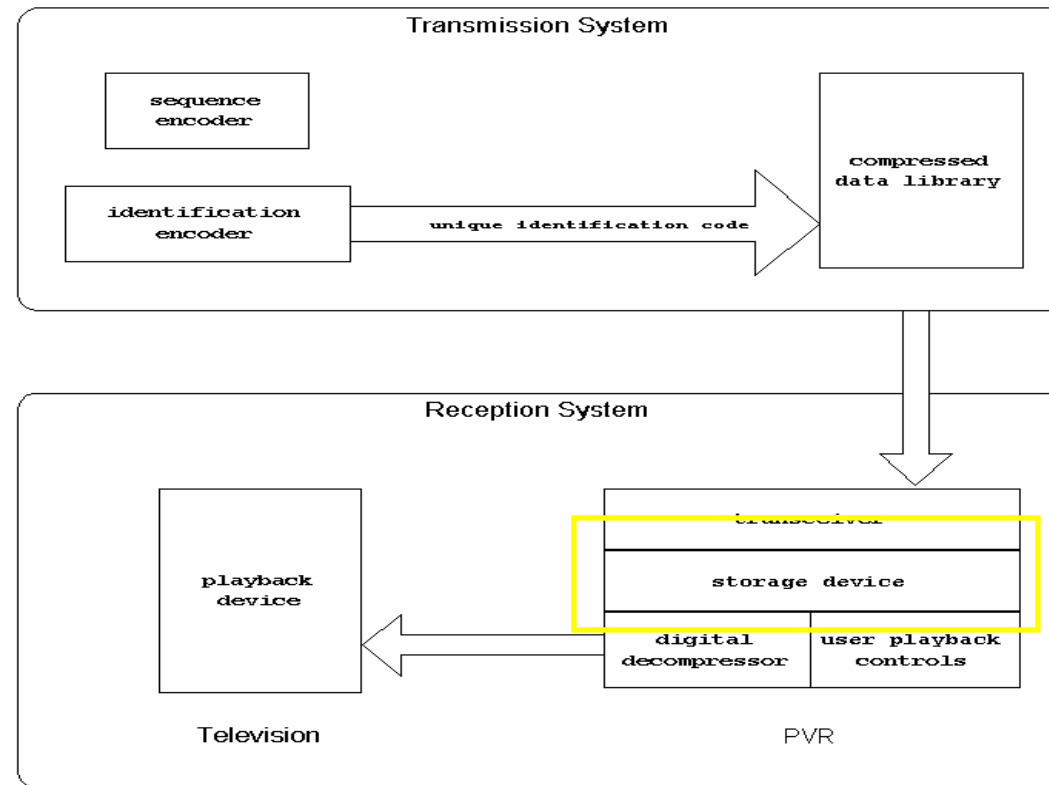 Transmission System
sequence
encoder
compressed
data library
identification
encoder
unique identification code
Reception System
transceiver
storage device
playback
device
digital
decompressor
user playback
controls
Television
PVR